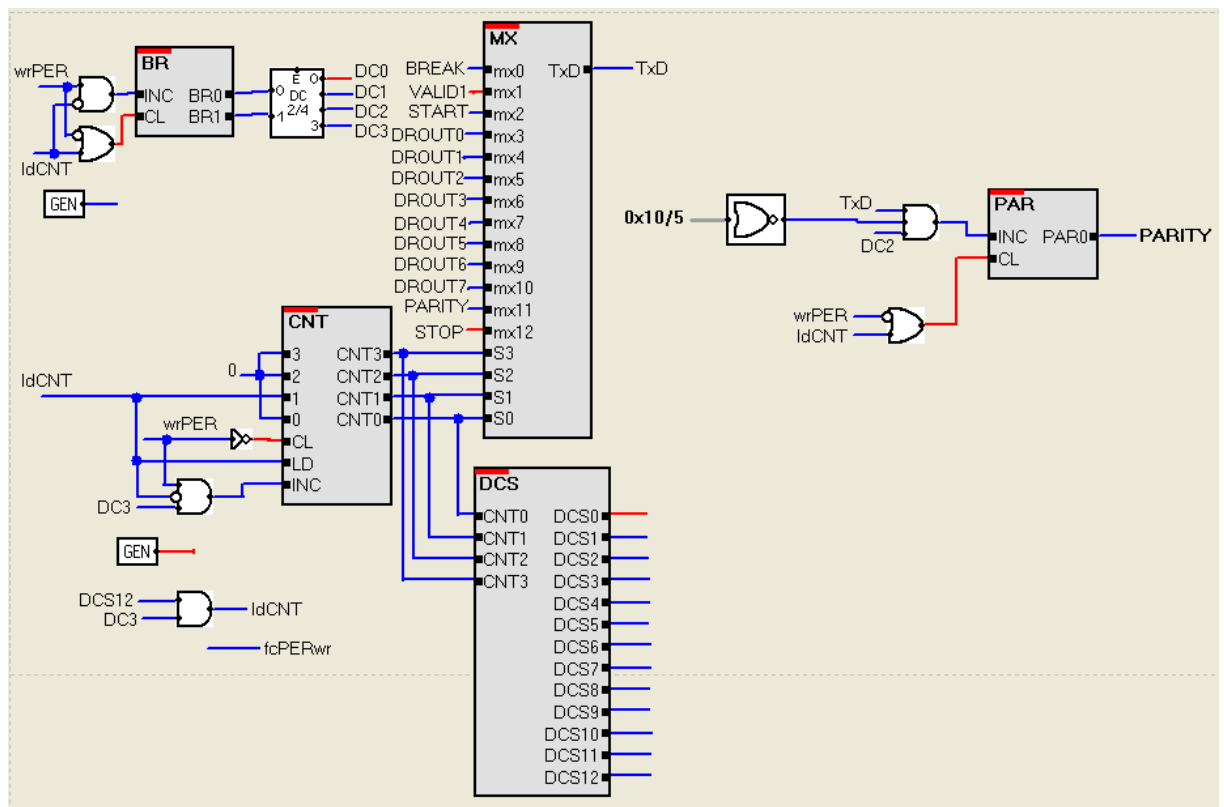 BR
wrPER
INC BR0
CL BR1
ldCNT
GEN
E 0
0 DC
1 2/4
3
DC0
DC1
DC2
DC3
MX
BREAK mx0 TxD TxD
VALID1 mx1
START mx2
DROUT0 mx3
DROUT1 mx4
DROUT2 mx5
DROUT3 mx6
DROUT4 mx7
DROUT5 mx8
DROUT6 mx9
DROUT7 mx10
PARITY mx11
STOP mx12
S3
S2
S1
S0
0x10/5
TxD
DC2
PAR
INC PAR0 PARITY
CL
wrPER
ldCNT
CNT
3 CNT3
0 2 CNT2
ldCNT 1 CNT1
0 CNT0
wrPER CL
LD
INC
DC3
GEN
DCS12
DC3
ldCNT
fcPERwr
DCS
CNT0 DCS0
CNT1 DCS1
CNT2 DCS2
CNT3 DCS3
DCS4
DCS5
DCS6
DCS7
DCS8
DCS9
DCS10
DCS11
DCS12